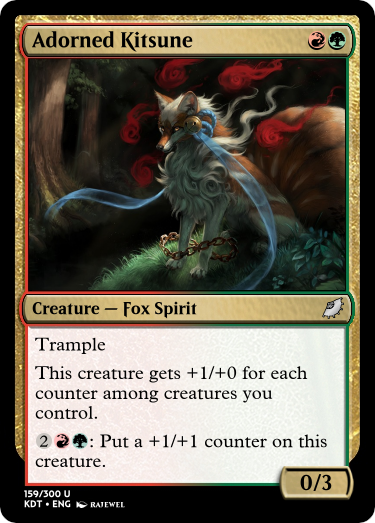 Adorned Kitsune
Creature — Fox Spirit
Trample
This creature gets +1/+0 for each
counter among creatures you
control.
2: Put a +1/+1 counter on this
creature.
0/3
159/300 U
KDT • ENG RAJEWEL